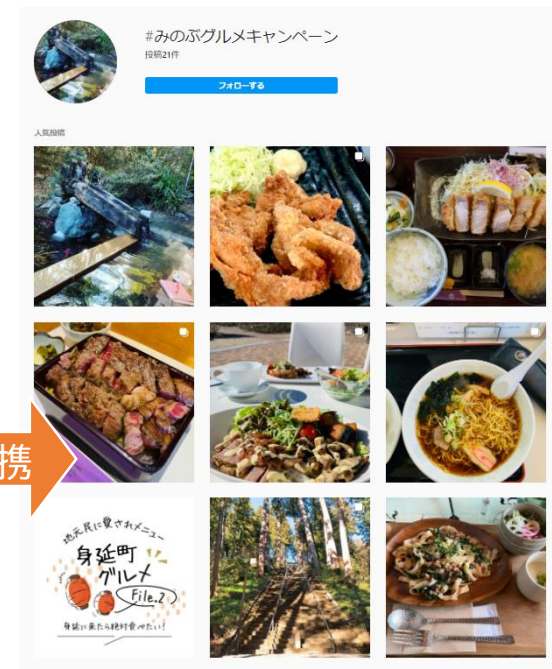 #みのぶグルメキャンペーン
投稿21件
フォローする
人気投稿
携
地元民に愛されメニュー
身延町
グルメ
File.2
身延に来たら絶対食べたい!